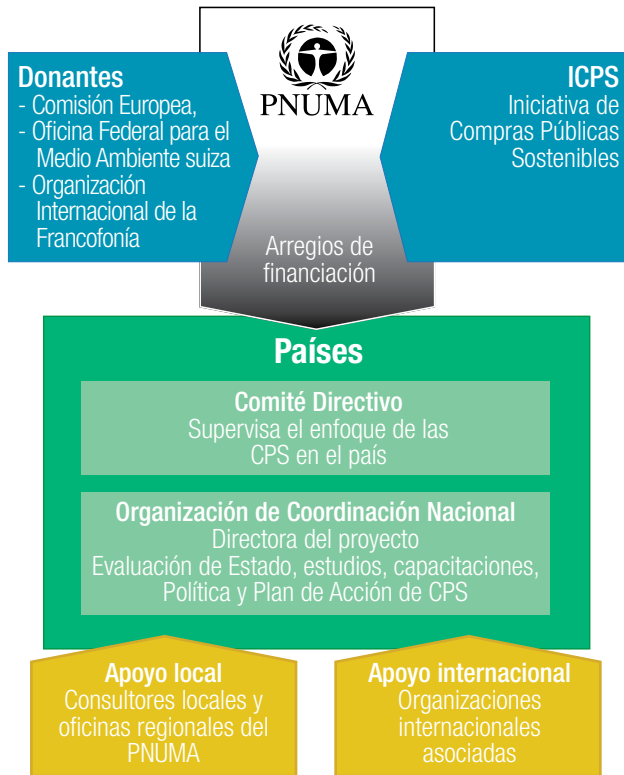 PNUMA
Donantes
- Comisión Europea,
- Oficina Federal para el
Medio Ambiente suiza
- Organización
Internacional de la
Francofonía
ICPS
Iniciativa de
Compras Públicas
Sostenibles
Arregios de
financiación
Países
Comité Directivo
Supervisa el enfoque de las
CPS en el país
Organización de Coordinación Nacional
Directora del proyecto
Evaluación de Estado, estudios, capacitaciones,
Política y Plan de Acción de CPS
Apoyo local
Consultores locales y
oficinas regionales del
PNUMA
Apoyo internacional
Organizaciones
internacionales
asociadas